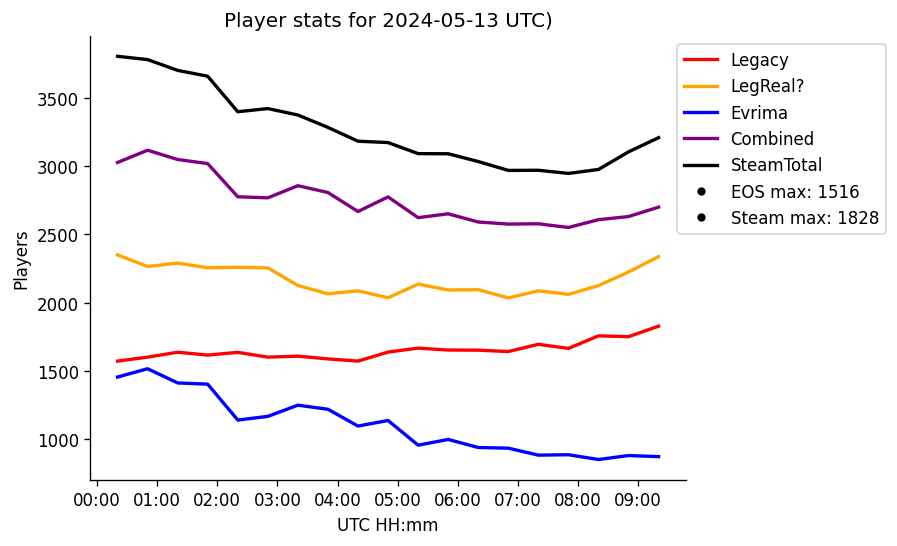 Player stats for 2024-05-13 UTC)
Legacy
LegReal?
Evrima
Combined
SteamTotal
EOS max: 1516
Steam max: 1828
3500
3000
2500
2000
1500
1000
Players
00:00 01:00 02:00 03:00 04:00 05:00 06:00 07:00 08:00 09:00
UTC HH:mm